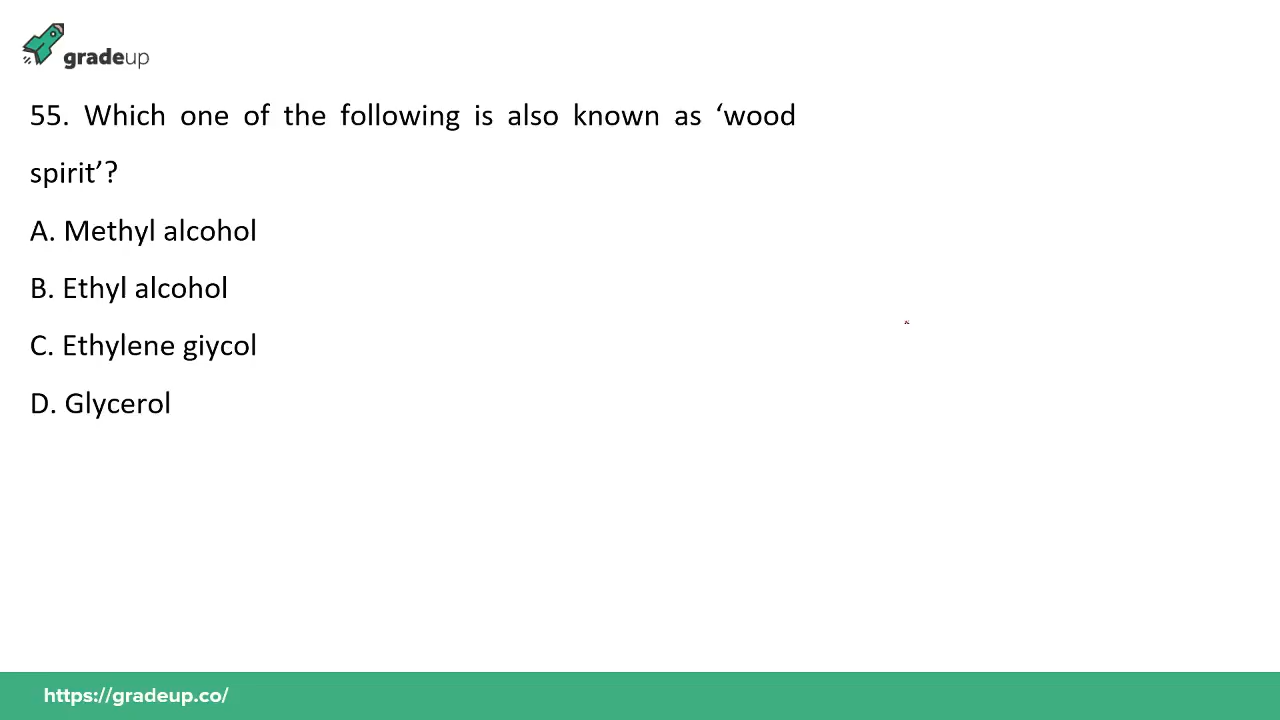 gradeup
55. Which one of the following is also known as ‘wood
spirit’?
A. Methyl alcohol
B. Ethyl alcohol
C. Ethylene giycol
D. Glycerol
https://gradeup.co/